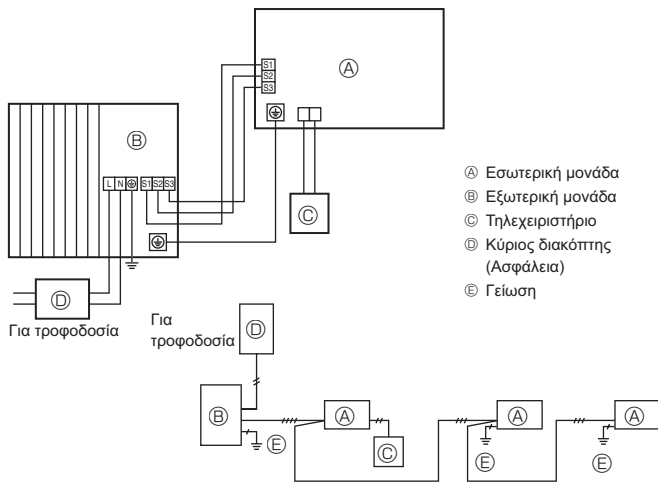 Ⓐ
S1
S2
S3
Ⓑ
L N S1 S2 S3
Ⓒ
Ⓓ
Για τροφοδοσία
Ⓐ Εσωτερική μονάδα
Ⓑ Εξωτερική μονάδα
Ⓒ Τηλεχειριστήριο
Ⓓ Κύριος διακόπτης
(Ασφάλεια)
Ⓔ Γείωση
Για
τροφοδοσία
Ⓓ
Ⓑ
Ⓔ
Ⓐ
Ⓒ
Ⓐ
Ⓔ
Ⓐ
Ⓔ